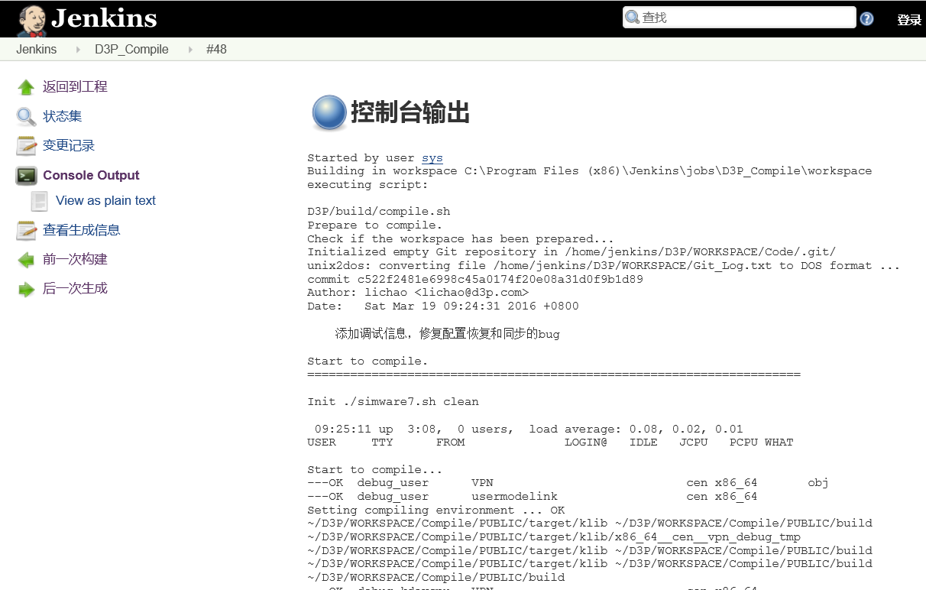 Jenkins
查找
登录
Jenkins D3P_Compile #48
返回到工程
状态集
变更记录
Console Output
View as plain text
查看生成信息
前一次构建
后一次生成
控制台输出
Started by user sys
Building in workspace C:\Program Files (x86)\Jenkins\jobs\D3P_Compile\workspace
executing script:
D3P/build/compile.sh
Prepare to compile.
Check if the workspace has been prepared...
Initialized empty Git repository in /home/jenkins/D3P/WORKSPACE/Code/.git/
unix2dos: converting file /home/jenkins/D3P/WORKSPACE/Git_Log.txt to DOS format ...
commit c522f2481e6998c45a0174f20e08a31d0f9b1d89
Author: lichao <lichao@d3p.com>
Date:   Sat Mar 19 09:24:31 2016 +0800
添加调试信息，修复配置恢复和同步的bug
Start to compile.
=====================================================================
Init ./simware7.sh clean
09:25:11 up  3:08,  0 users,  load average: 0.08, 0.02, 0.01
USER     TTY      FROM              LOGIN@   IDLE   JCPU   PCPU WHAT
Start to compile...
---OK  debug_user      VPN                           cen x86_64       obj
---OK  debug_user      usermodelink                  cen x86_64
Setting compiling environment ... OK
~/D3P/WORKSPACE/Compile/PUBLIC/target/klib ~/D3P/WORKSPACE/Compile/PUBLIC/build
~/D3P/WORKSPACE/Compile/PUBLIC/target/klib/x86_64__cen__vpn_debug_tmp
~/D3P/WORKSPACE/Compile/PUBLIC/target/klib ~/D3P/WORKSPACE/Compile/PUBLIC/build
~/D3P/WORKSPACE/Compile/PUBLIC/target/klib ~/D3P/WORKSPACE/Compile/PUBLIC/build
~/D3P/WORKSPACE/Compile/PUBLIC/build